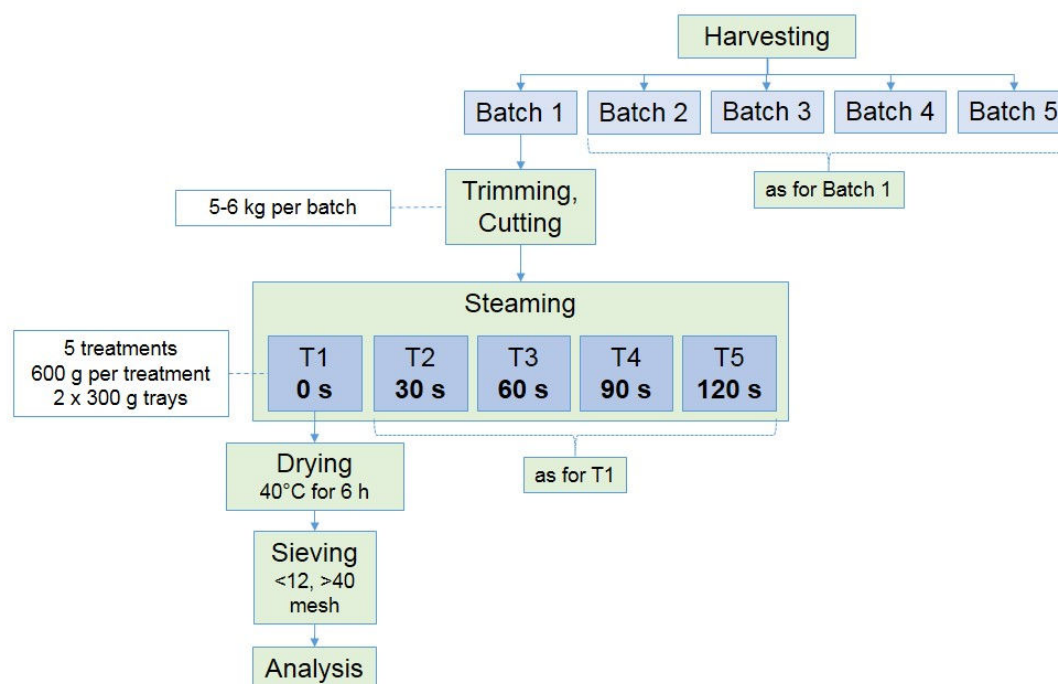 Harvesting
Batch 1
Batch 2
Batch 3
Batch 4
Batch 5
as for Batch 1
Trimming,
Cutting
5-6 kg per batch
Steaming
5 treatments
600 g per treatment
2 x 300 g trays
T1
0 s
T2
30 s
T3
60 s
T4
90 s
T5
120 s
as for T1
Drying
40°C for 6 h
Sieving
<12, >40
mesh
Analysis